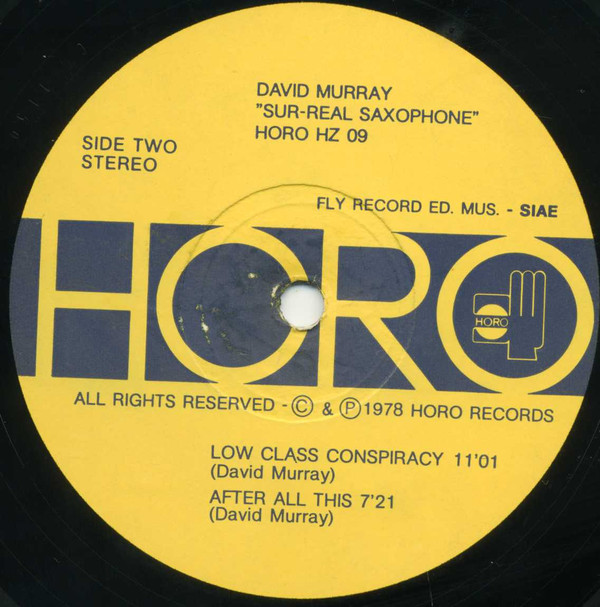 DAVID MURRAY
"SUR-REAL SAXOPHONE"
HORO HZ 09
SIDE TWO
STEREO
FLY RECORD ED. MUS. - SIAE
HORO
HORO
ALL RIGHTS RESERVED - © & Ⓟ 1978 HORO RECORDS
LOW CLASS CONSPIRACY 11'01
(David Murray)
AFTER ALL THIS 7'21
(David Murray)